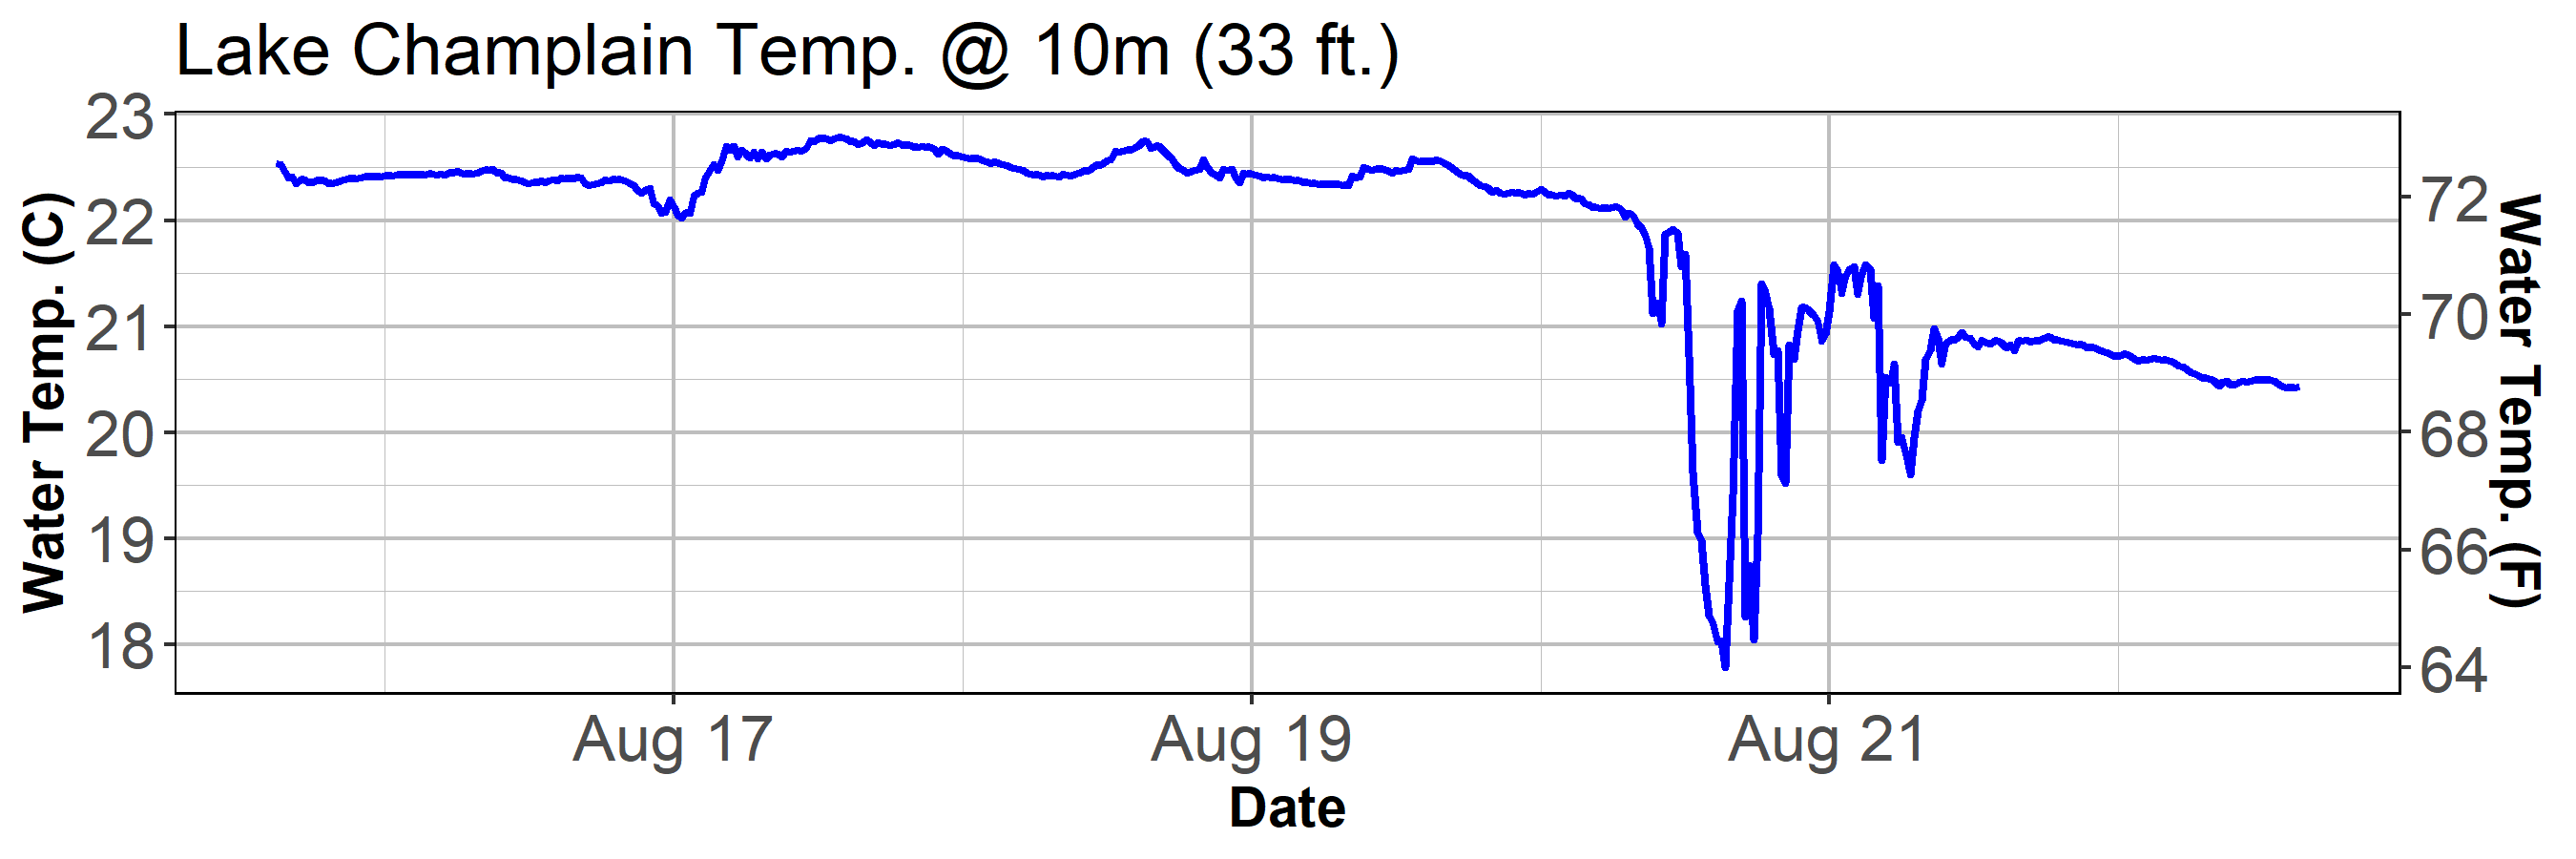 Lake Champlain Temp. @ 10m (33 ft.)
Water Temp. (C)
23
22
21
20
19
18
72
70
68
66
64
Water Temp. (F)
Aug 17
Aug 19
Aug 21
Date